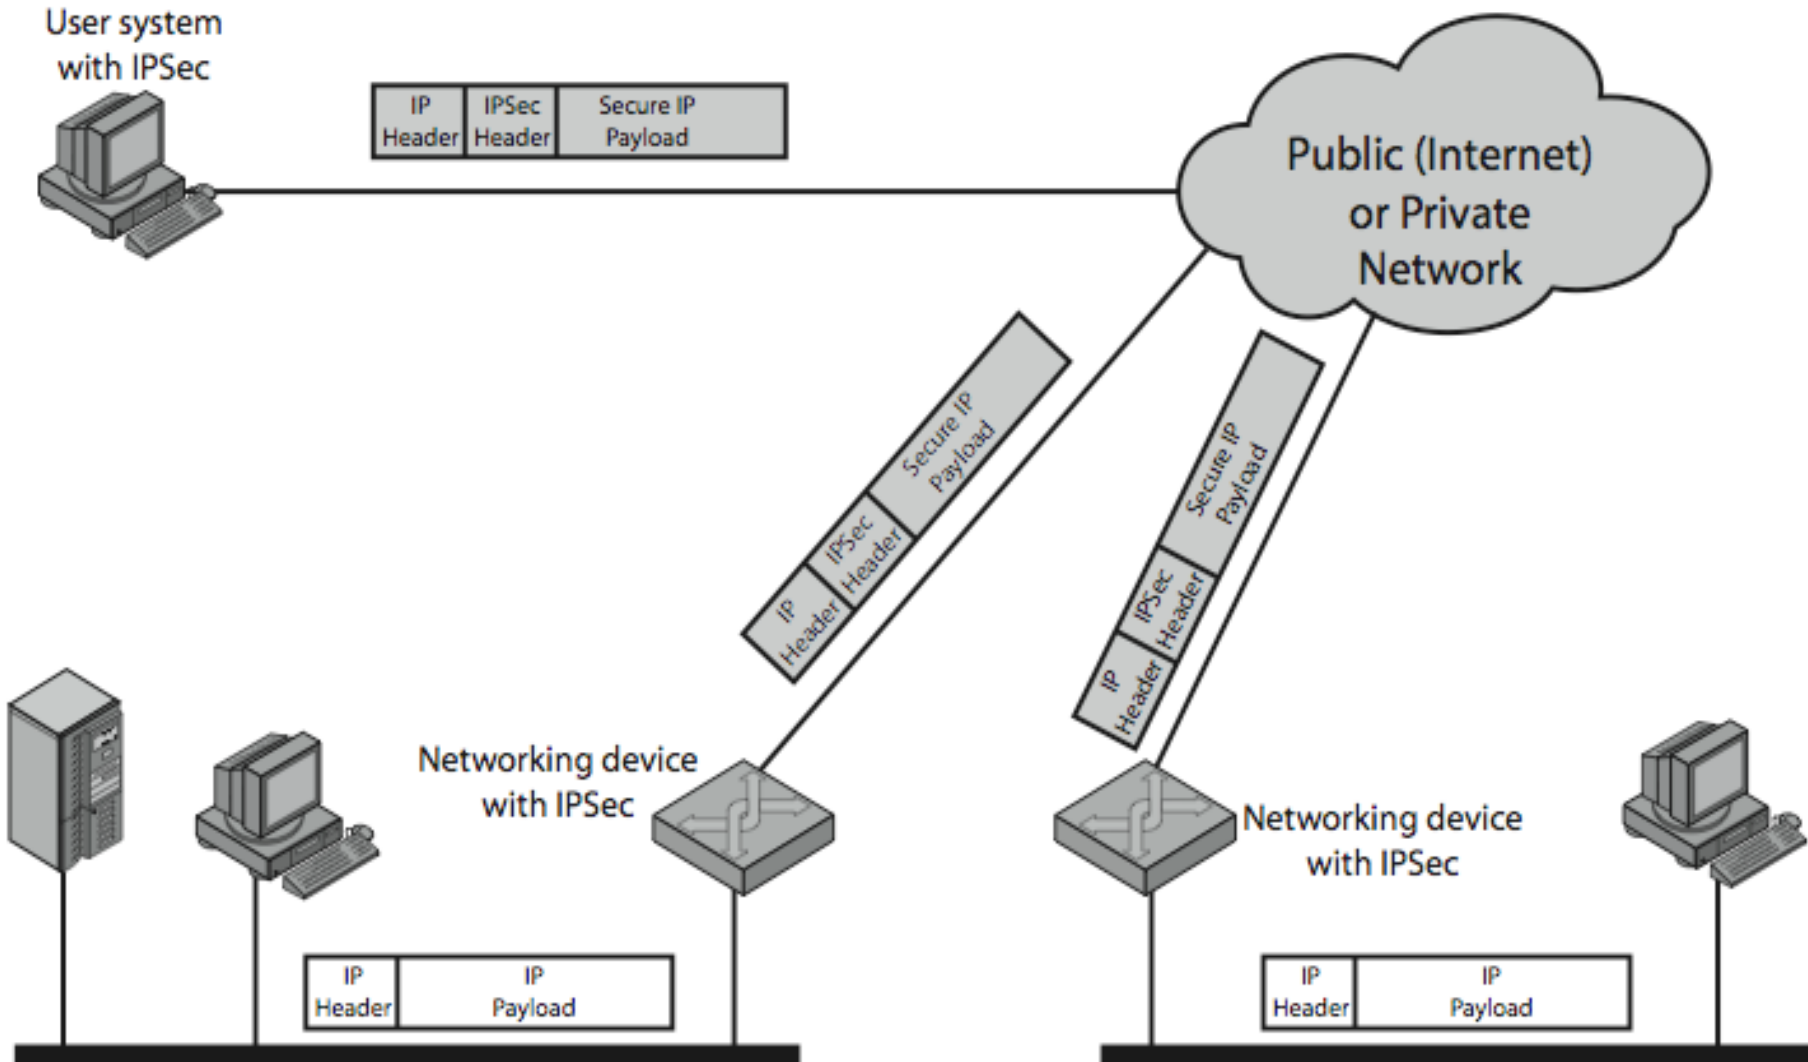 User system
with IPSec
IP
Header
IPSec
Header
Secure IP
Payload
Public (Internet)
or Private
Network
IP
Header
IPSec
Header
Secure IP
Payload
IP
Header
IPSec
Header
Secure IP
Payload
Networking device
with IPSec
Networking device
with IPSec
IP
Header
IP
Payload
IP
Header
IP
Payload